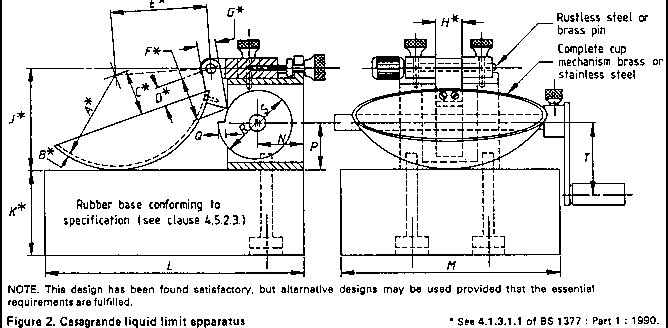 E*
G*
F*
H*
Rustless steel or
brass pin
Complete cup
mechanism brass or
stainless steel
J*
A*
C*
D*
B*
Q
N
N
P
T
K*
Rubber base conforming to
specification (see clause 4.5.2.3.)
L
M
NOTE. This design has been found satisfactory, but alternative designs may be used provided that the essential
requirements are fulfilled.
Figure 2. Casagrande liquid limit apparatus
* See 4.1.3.1.1 of BS 1377 : Part 1 : 1990.